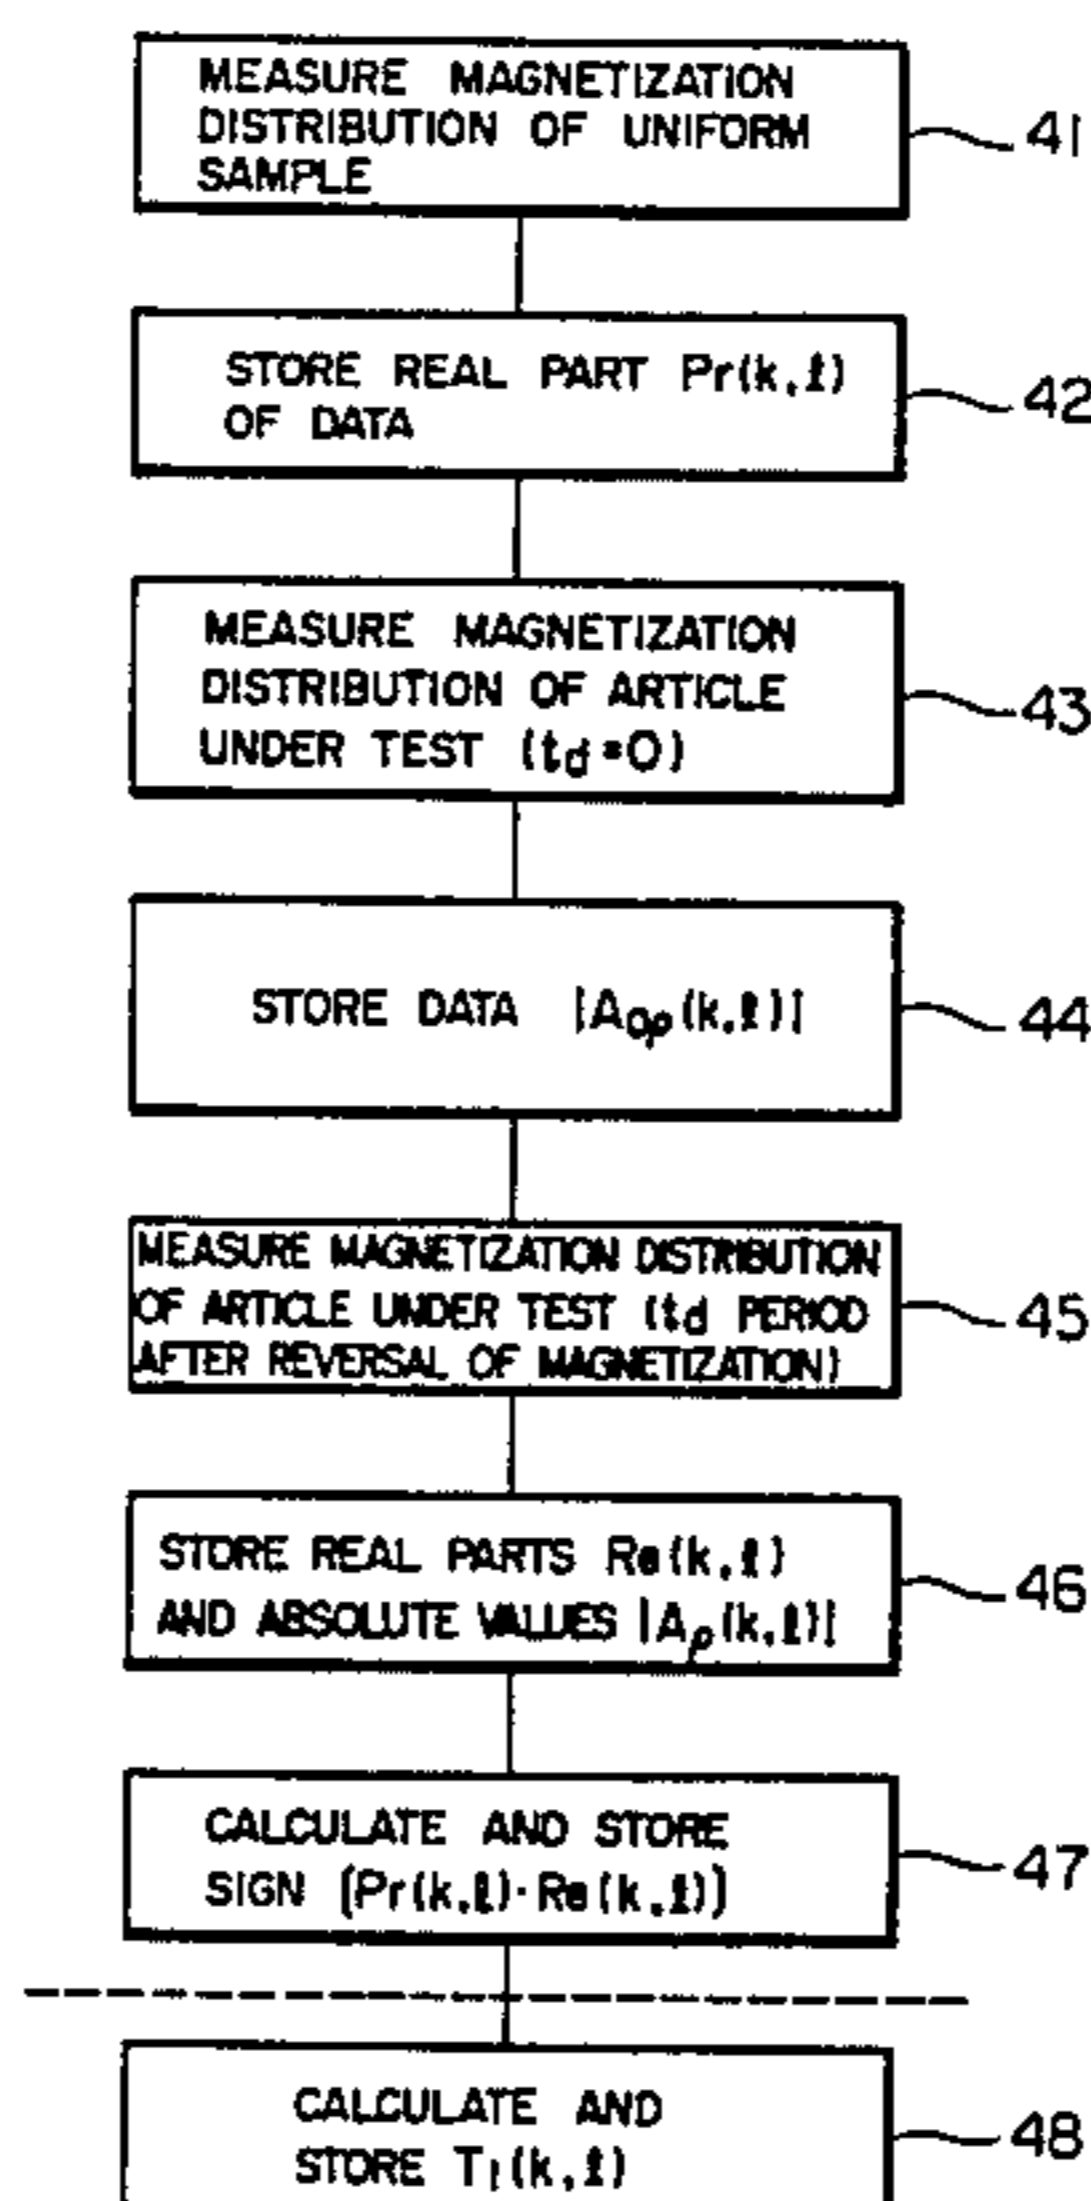 MEASURE MAGNETIZATION
DISTRIBUTION OF UNIFORM
SAMPLE
41
STORE REAL PART Pr(k,ℓ)
OF DATA
42
MEASURE MAGNETIZATION
DISTRIBUTION OF ARTICLE
UNDER TEST (td=0)
43
STORE DATA |A0ρ(k,ℓ)|
44
MEASURE MAGNETIZATION DISTRIBUTION
OF ARTICLE UNDER TEST (td PERIOD
AFTER REVERSAL OF MAGNETIZATION)
45
STORE REAL PARTS Re(k,ℓ)
AND ABSOLUTE VALUES |Aρ(k,ℓ)|
46
CALCULATE AND STORE
SIGN [Pr(k,ℓ)·Re(k,ℓ)]
47
CALCULATE AND
STORE T1(k,ℓ)
48